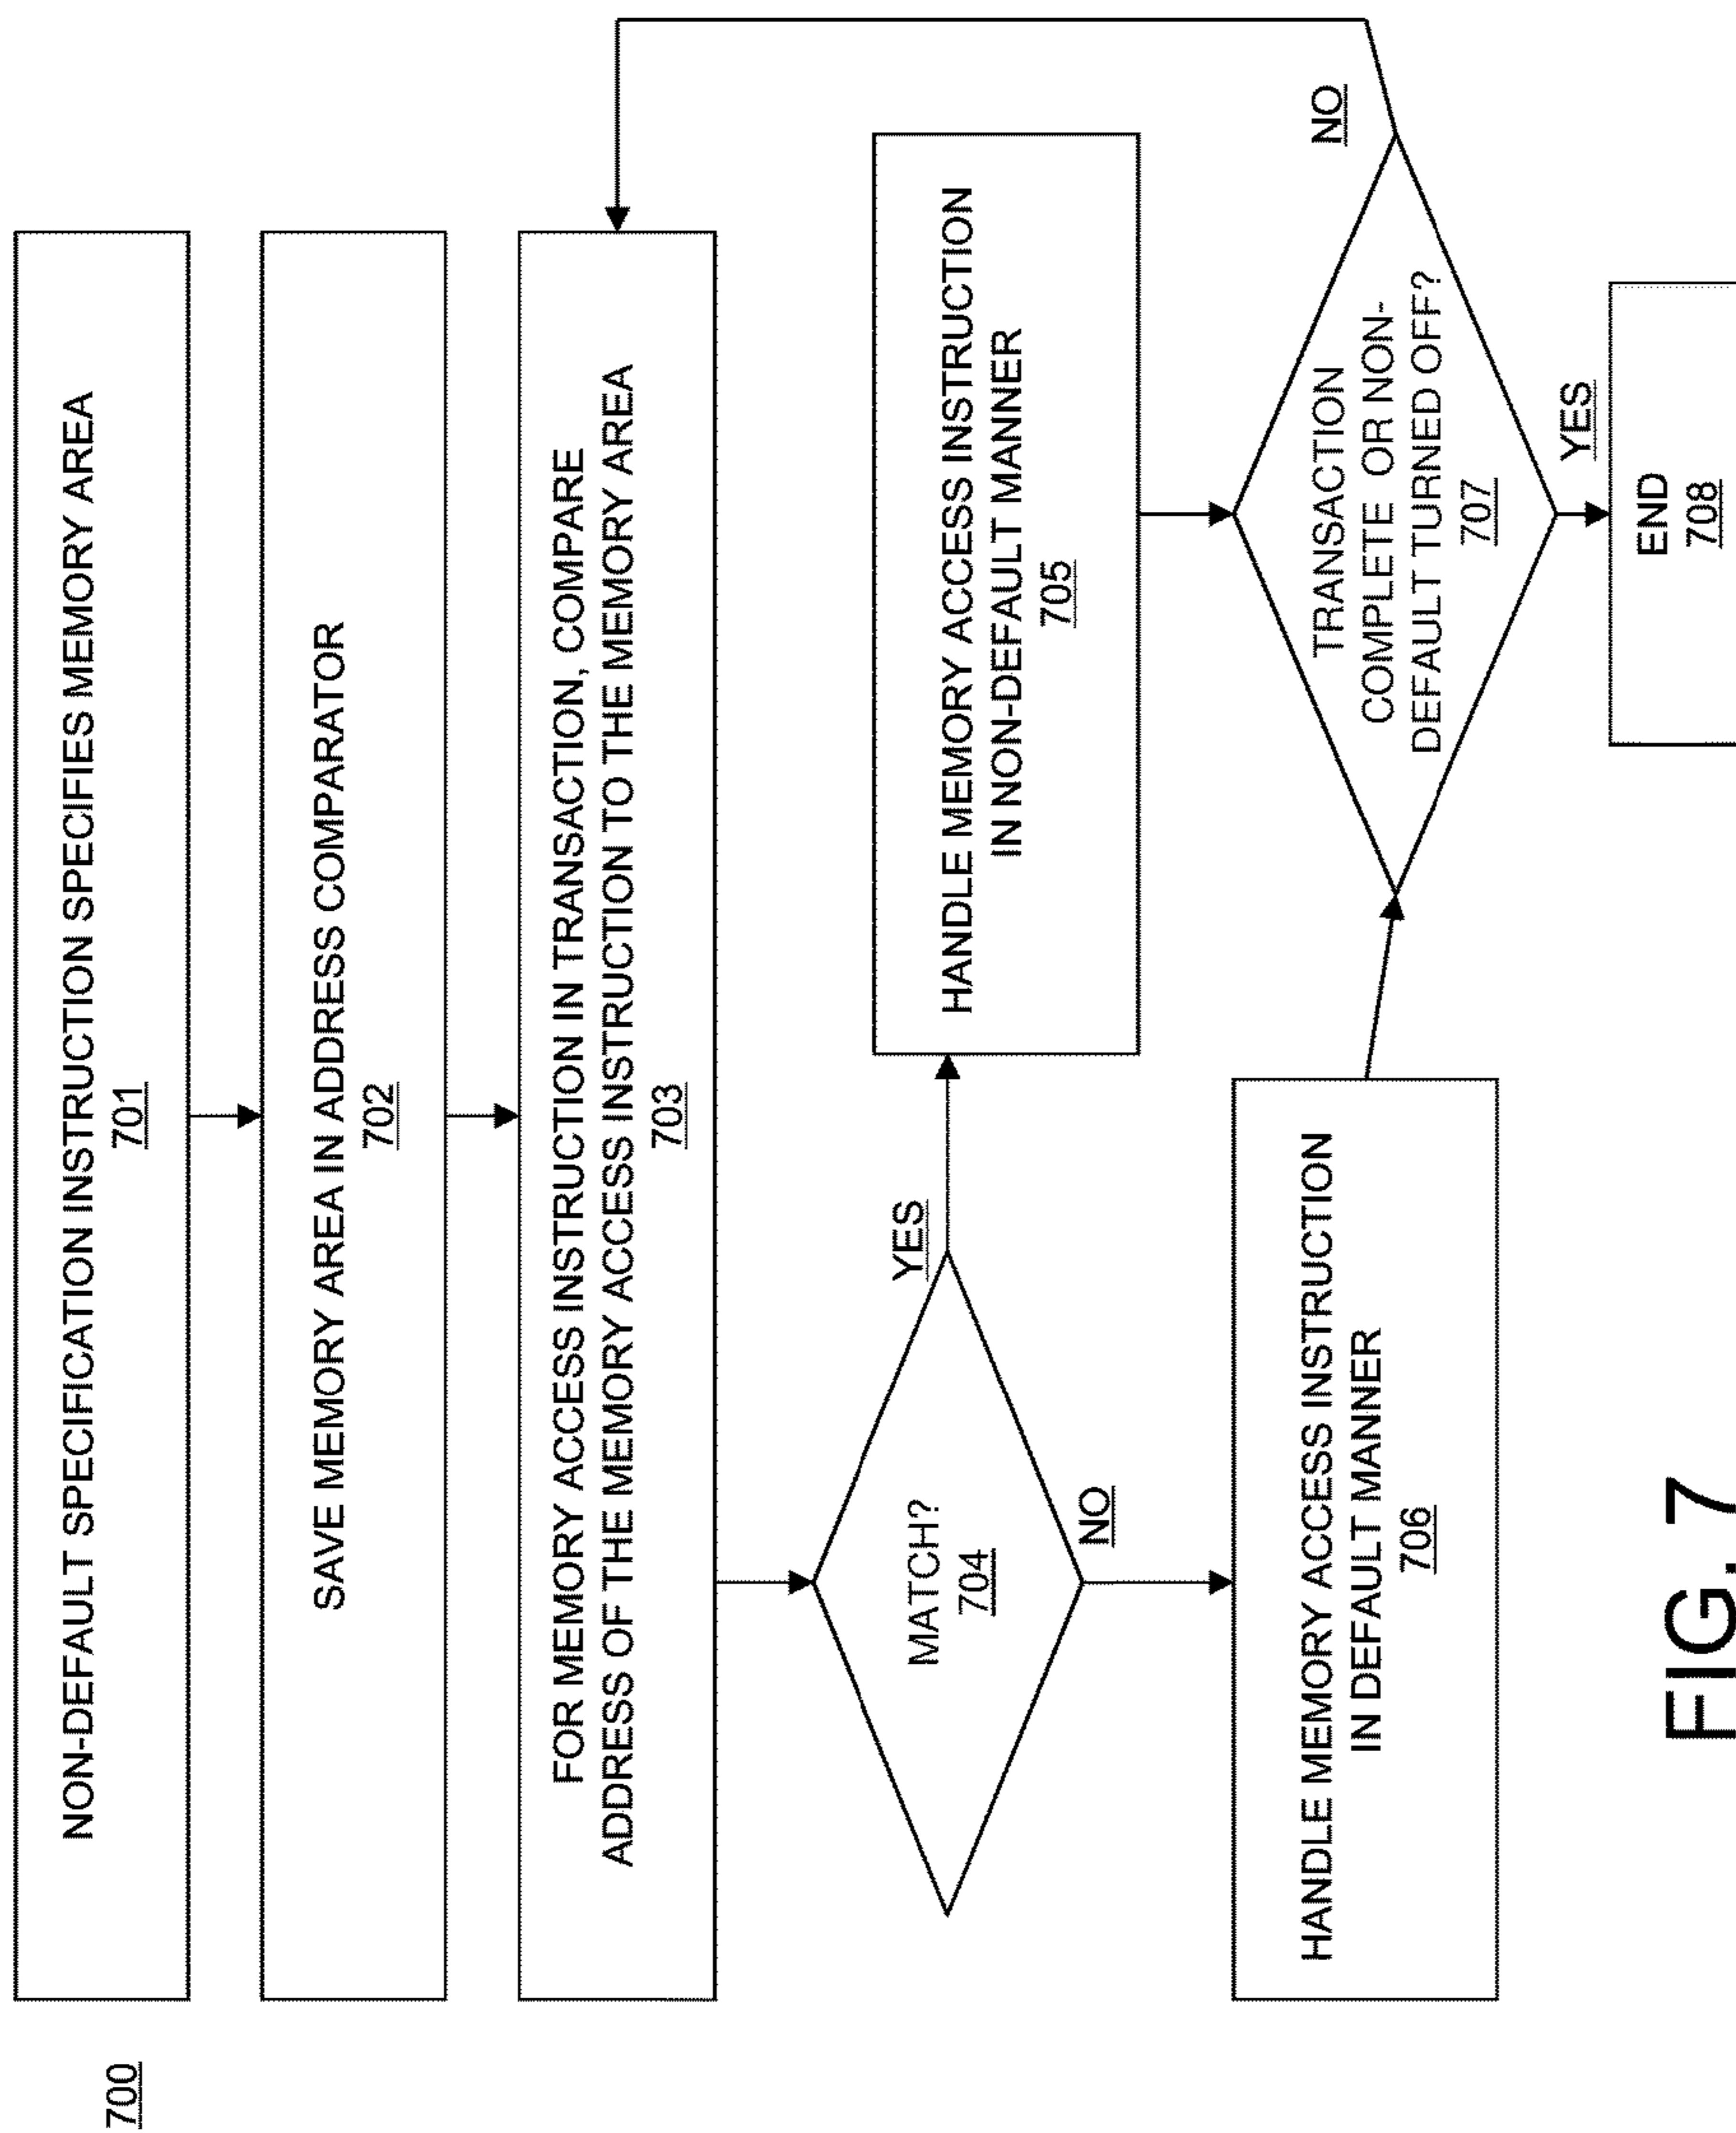 700
NON-DEFAULT SPECIFICATION INSTRUCTION SPECIFIES MEMORY AREA
701
SAVE MEMORY AREA IN ADDRESS COMPARATOR
702
FOR MEMORY ACCESS INSTRUCTION IN TRANSACTION, COMPARE
ADDRESS OF THE MEMORY ACCESS INSTRUCTION TO THE MEMORY AREA
703
MATCH?
704
YES
NO
HANDLE MEMORY ACCESS INSTRUCTION
IN NON-DEFAULT MANNER
705
HANDLE MEMORY ACCESS INSTRUCTION
IN DEFAULT MANNER
706
TRANSACTION
COMPLETE OR NON-
DEFAULT TURNED OFF?
707
NO
YES
END
708
FIG. 7